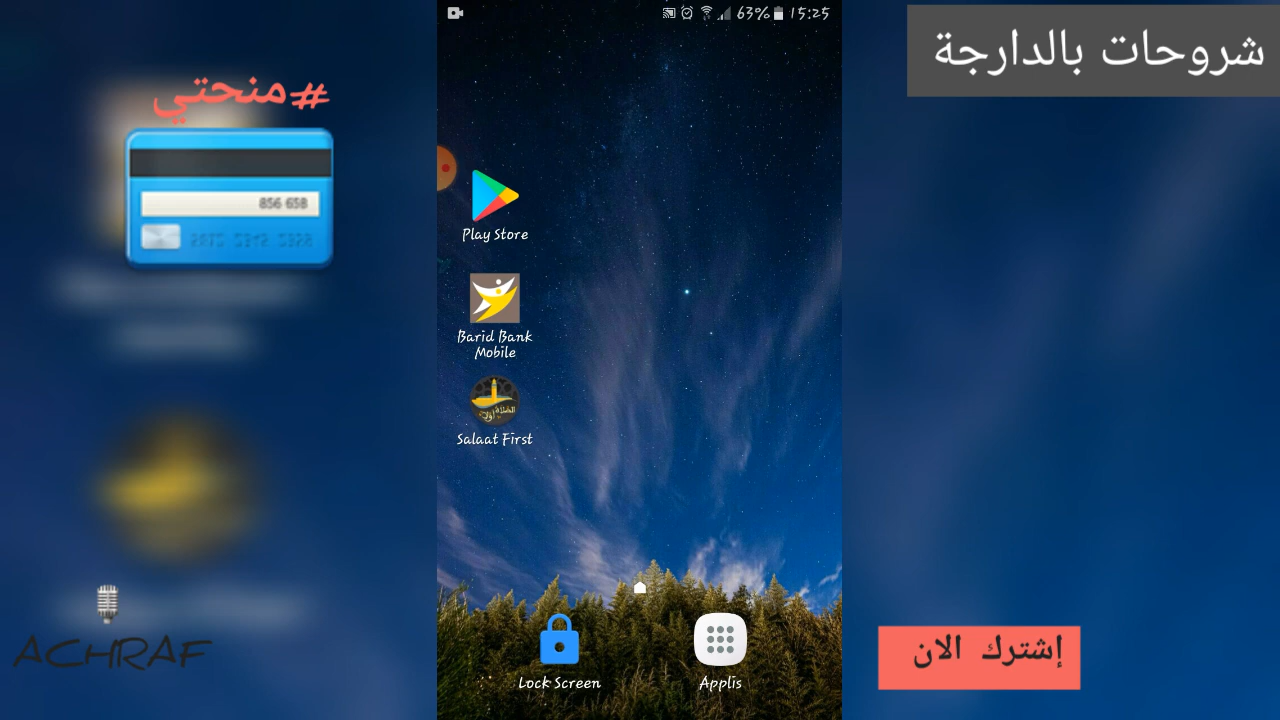 63% 15:25
شروحات بالدارجة
#منحتي
856 658
Play Store
Barid Bank
Mobile
Salaat First
ACHRAF
إشترك الان
Lock Screen
Applis